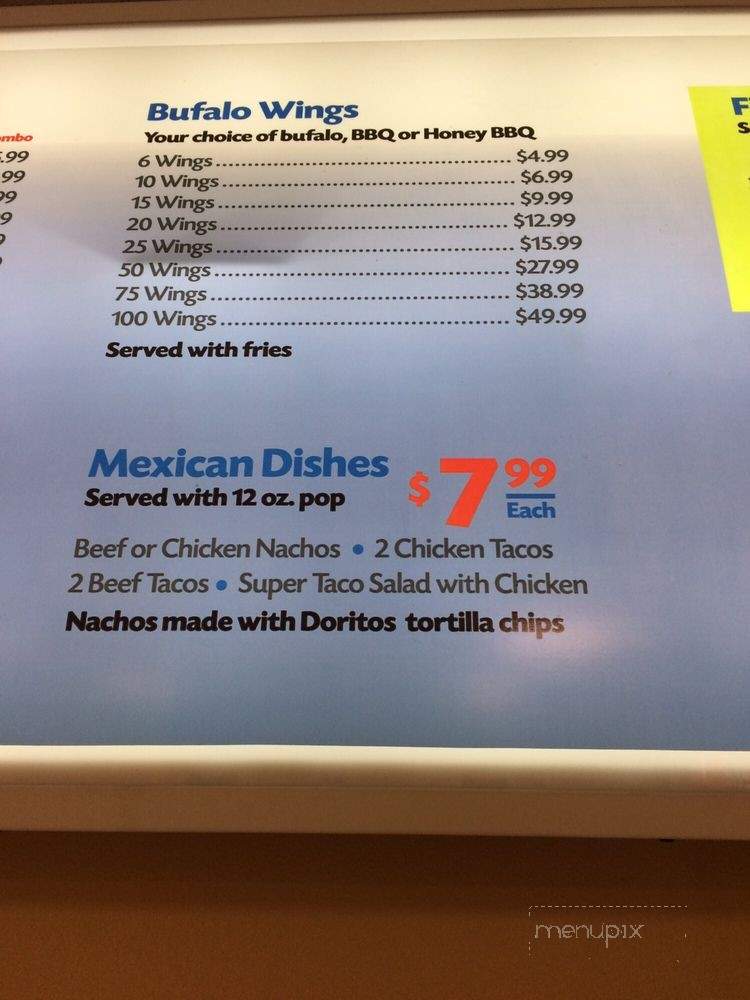 Bufalo Wings
Your choice of bufalo, BBQ or Honey BBQ
6 Wings.......................................... $4.99
10 Wings.......................................... $6.99
15 Wings.......................................... $9.99
20 Wings.......................................... $12.99
25 Wings.......................................... $15.99
50 Wings.......................................... $27.99
75 Wings.......................................... $38.99
100 Wings.......................................... $49.99
Served with fries
Mexican Dishes
Served with 12 oz. pop
$7.99
Each
Beef or Chicken Nachos • 2 Chicken Tacos
2 Beef Tacos • Super Taco Salad with Chicken
Nachos made with Doritos tortilla chips
menupix